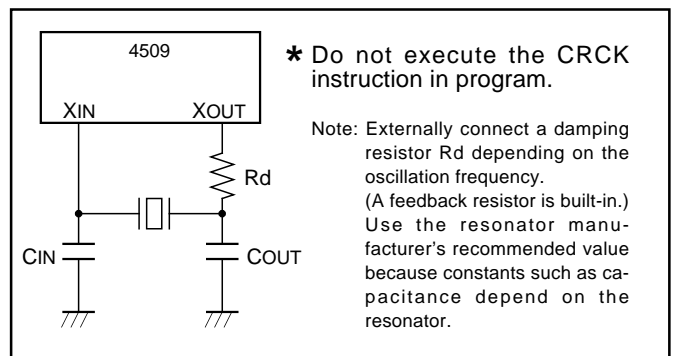 4509
XIN
XOUT
Rd
CIN
COUT
* Do not execute the CRCK
instruction in program.
Note: Externally connect a damping
resistor Rd depending on the
oscillation frequency.
(A feedback resistor is built-in.)
Use the resonator manu-
facturer's recommended value
because constants such as ca-
pacitance depend on the
resonator.